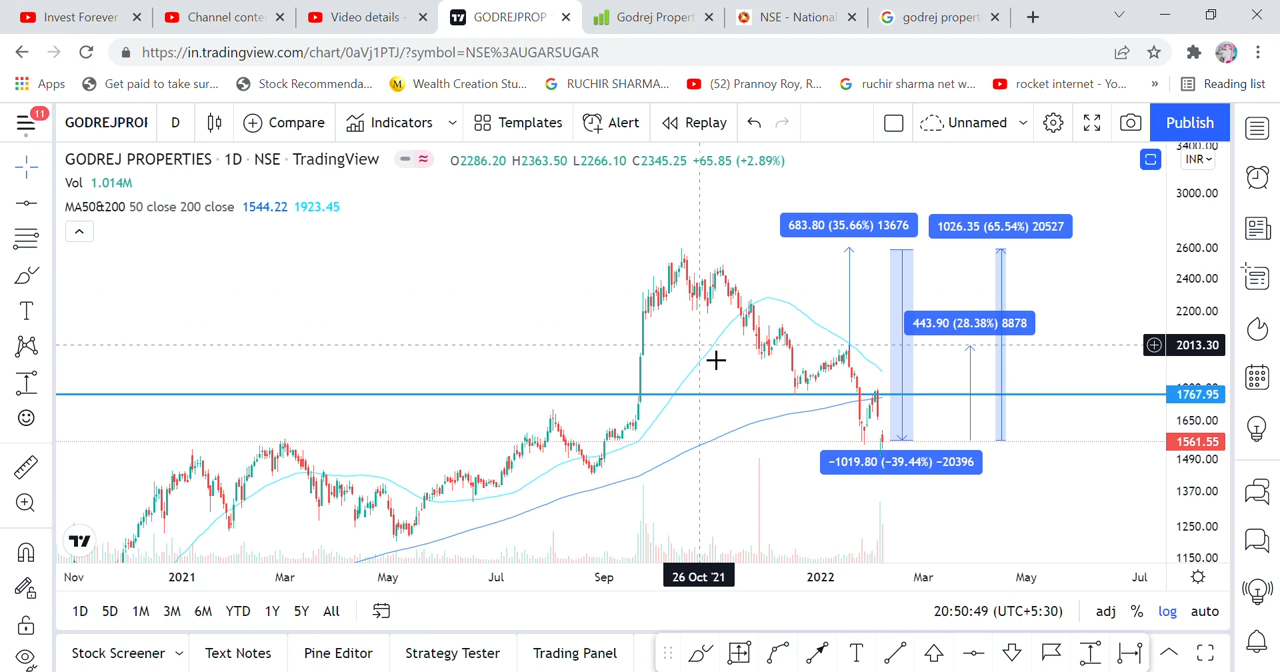 Invest Forever
Channel conte
Video details -
GODREJPROP
Godrej Propert
NSE - National
godrej propert
https://in.tradingview.com/chart/0aVj1PTJ/?symbol=NSE%3AUGARSUGAR
Apps
Get paid to take sur...
Stock Recommenda...
Wealth Creation Stu...
RUCHIR SHARMA...
(52) Prannoy Roy, R...
ruchir sharma net w...
rocket internet - Yo...
»
Reading list
11
GODREJPROP
D
Compare
Indicators
Templates
Alert
Replay
Unnamed
Publish
GODREJ PROPERTIES · 1D · NSE · TradingView
O2286.20 H2363.50 L2266.10 C2345.25 +65.85 (+2.89%)
INR
Vol 1.014M
MA50&200 50 close 200 close 1544.22 1923.45
3400.00
3000.00
2600.00
2400.00
2200.00
2013.30
1800.00
1767.95
1650.00
1561.55
1490.00
1370.00
1250.00
1150.00
683.80 (35.66%) 13676
1026.35 (65.54%) 20527
443.90 (28.38%) 8878
−1019.80 (−39.44%) −20396
Nov
2021
Mar
May
Jul
Sep
26 Oct '21
2022
Mar
May
Jul
1D 5D 1M 3M 6M YTD 1Y 5Y All
20:50:49 (UTC+5:30)
adj % log auto
Stock Screener
Text Notes
Pine Editor
Strategy Tester
Trading Panel